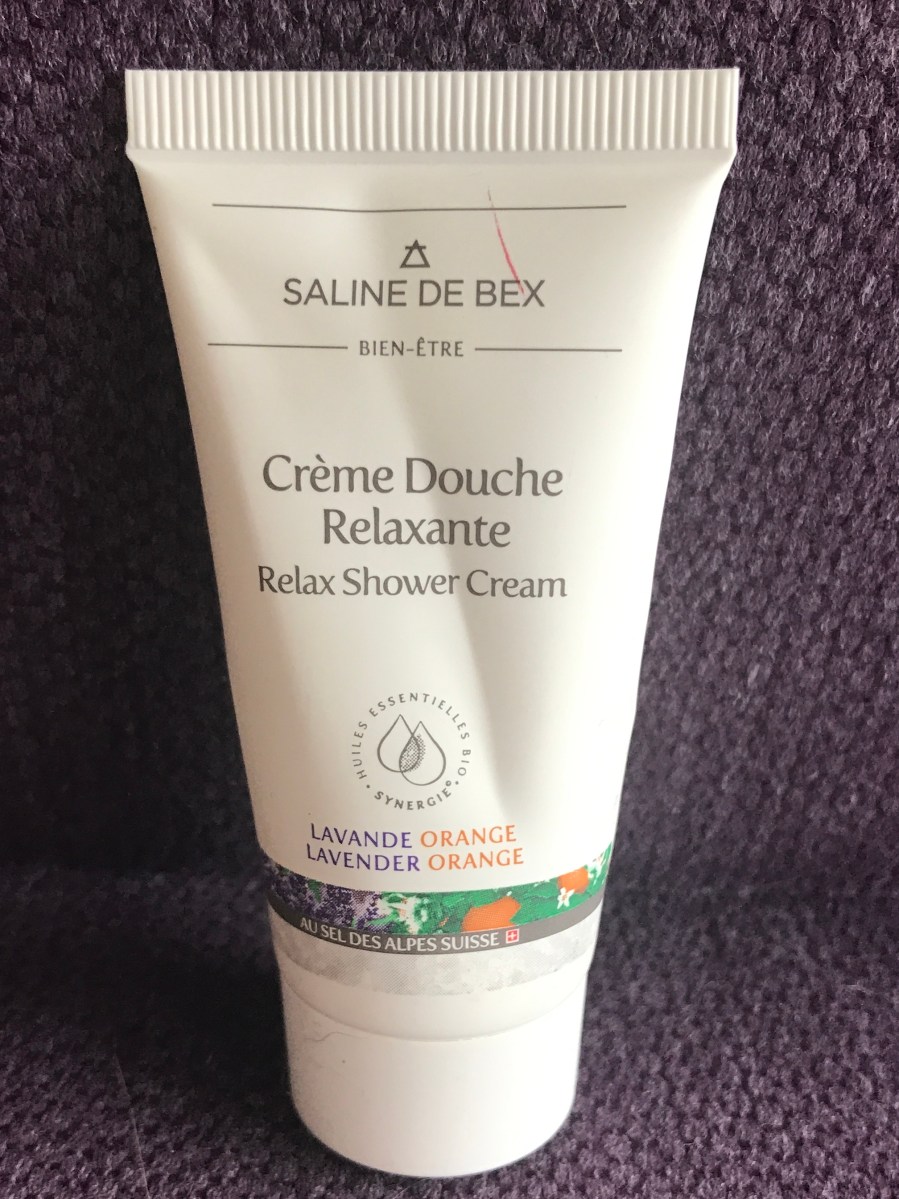 SALINE DE BEX
BIEN-ÊTRE
Crème Douche
Relaxante
Relax Shower Cream
HUILES ESSENTIELLES BIO
SYNERGIE©
LAVANDE ORANGE
LAVENDER ORANGE
AU SEL DES ALPES SUISSE